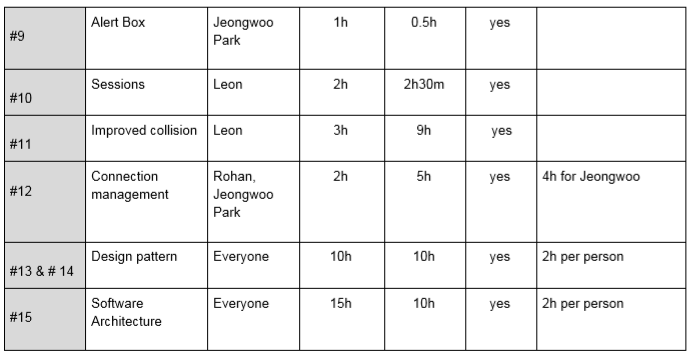 #9 Alert Box Jeongwoo Park 1h 0.5h yes
#10 Sessions Leon 2h 2h30m yes
#11 Improved collision Leon 3h 9h yes
#12 Connection management Rohan, Jeongwoo Park 2h 5h yes 4h for Jeongwoo
#13 & # 14 Design pattern Everyone 10h 10h yes 2h per person
#15 Software Architecture Everyone 15h 10h yes 2h per person